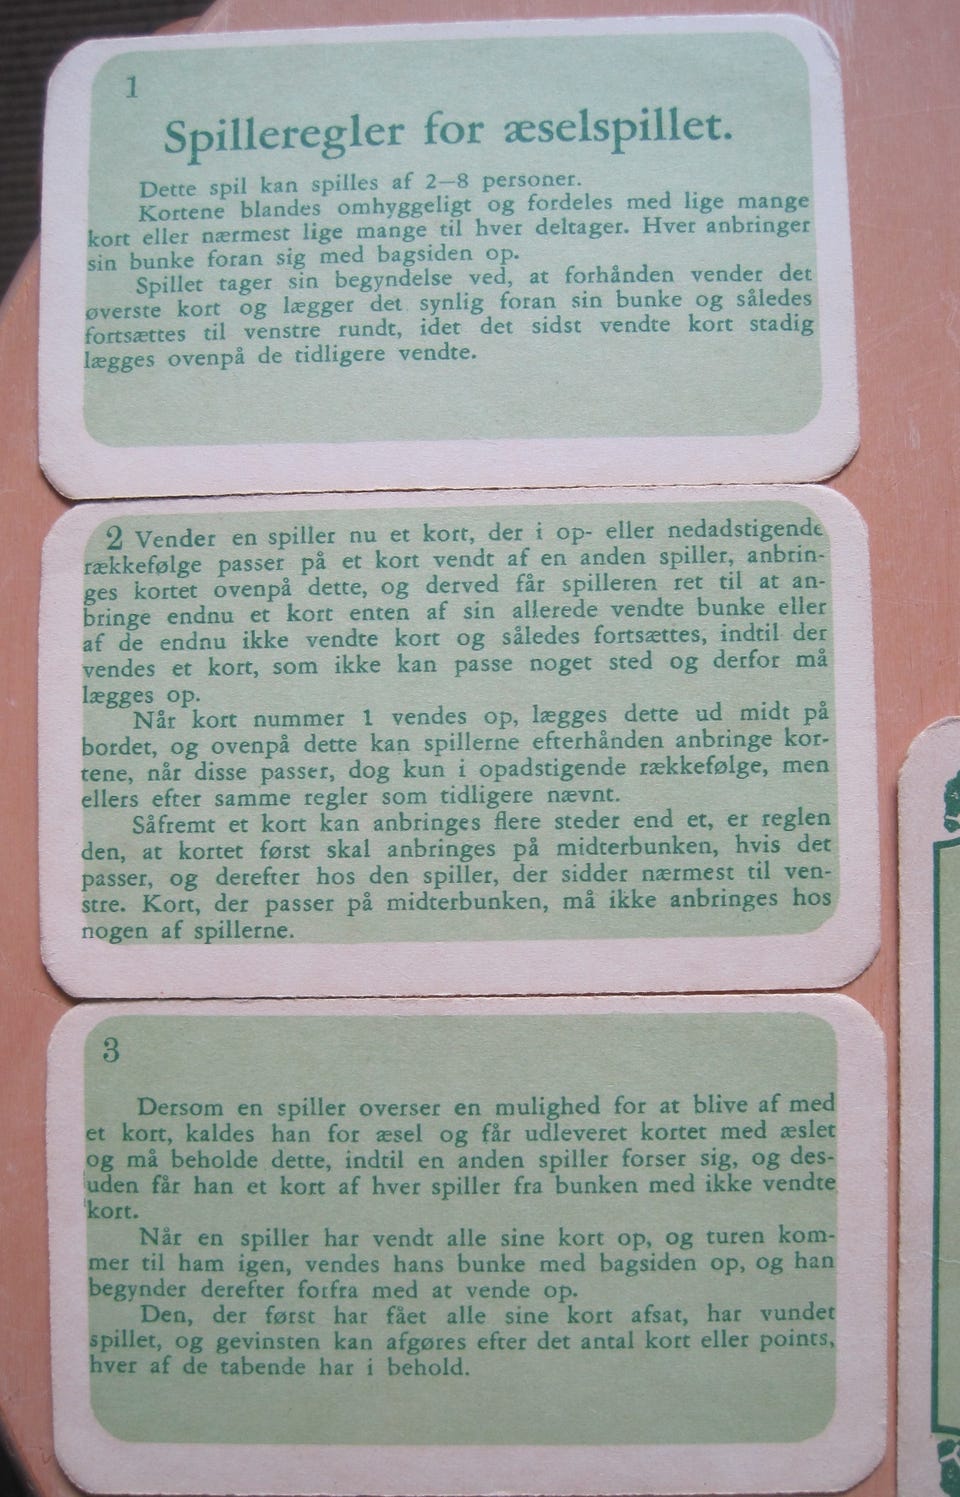 1
Spilleregler for æselspillet.
Dette spil kan spilles af 2—8 personer.
Kortene blandes omhyggeligt og fordeles med lige mange
kort eller nærmest lige mange til hver deltager. Hver anbringer
sin bunke foran sig med bagsiden op.
Spillet tager sin begyndelse ved, at forhånden vender det
øverste kort og lægger det synlig foran sin bunke og således
fortsættes til venstre rundt, idet det sidst vendte kort stadig
lægges ovenpå de tidligere vendte.
2 Vender en spiller nu et kort, der i op- eller nedadstigende
rækkefølge passer på et kort vendt af en anden spiller, anbrin-
ges kortet ovenpå dette, og derved får spilleren ret til at an-
bringe endnu et kort enten af sin allerede vendte bunke eller
af de endnu ikke vendte kort og således fortsættes, indtil der
vendes et kort, som ikke kan passe noget sted og derfor må
lægges op.
Når kort nummer 1 vendes op, lægges dette ud midt på
bordet, og ovenpå dette kan spillerne efterhånden anbringe kor-
tene, når disse passer, dog kun i opadstigende rækkefølge, men
ellers efter samme regler som tidligere nævnt.
Såfremt et kort kan anbringes flere steder end et, er reglen
den, at kortet først skal anbringes på midterbunken, hvis det
passer, og derefter hos den spiller, der sidder nærmest til ven-
stre. Kort, der passer på midterbunken, må ikke anbringes hos
nogen af spillerne.
3
Dersom en spiller overser en mulighed for at blive af med
et kort, kaldes han for æsel og får udleveret kortet med æslet
og må beholde dette, indtil en anden spiller forser sig, og des-
uden får han et kort af hver spiller fra bunken med ikke vendte
kort.
Når en spiller har vendt alle sine kort op, og turen kom-
mer til ham igen, vendes hans bunke med bagsiden op, og han
begynder derefter forfra med at vende op.
Den, der først har fået alle sine kort afsat, har vundet
spillet, og gevinsten kan afgøres efter det antal kort eller points,
hver af de tabende har i behold.